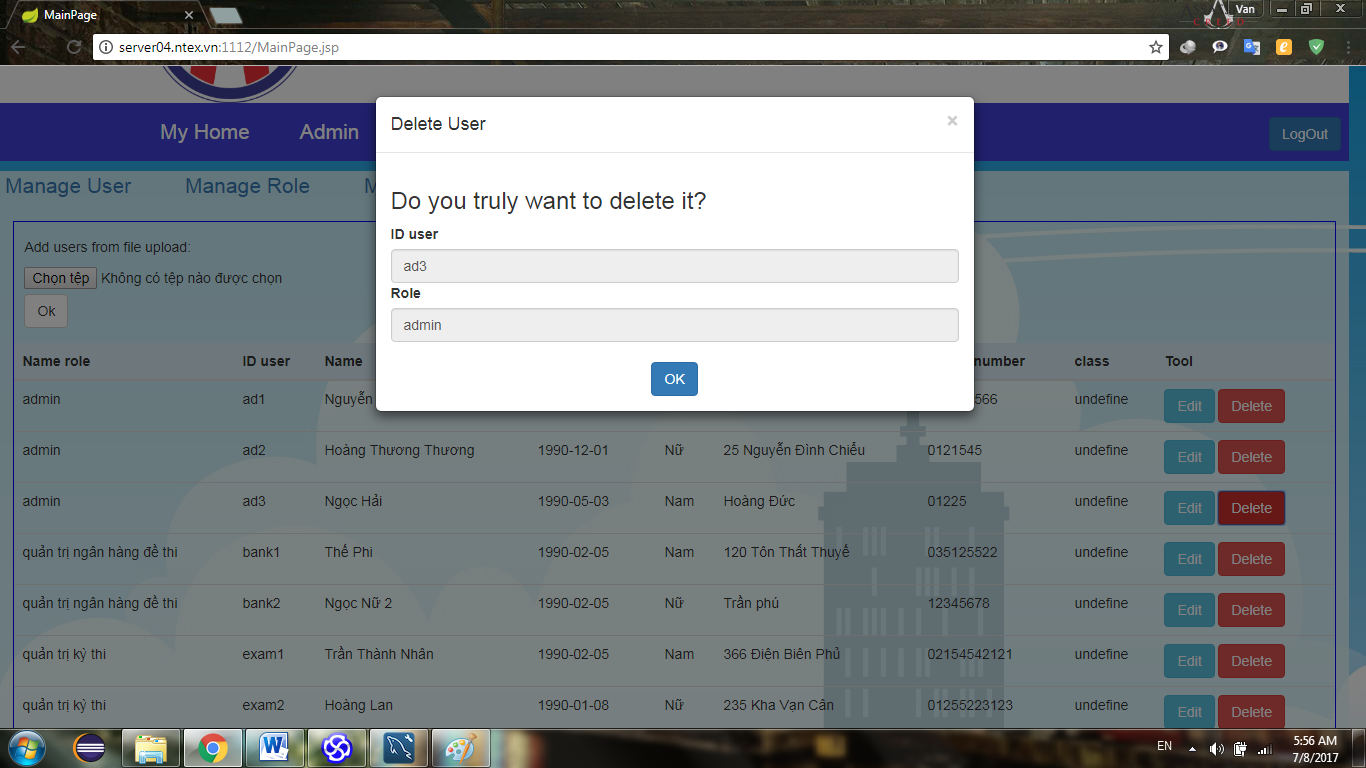 MainPage
Van
server04.ntex.vn:1112/MainPage.jsp
My Home Admin LogOut
Delete User ×
Manage User Manage Role M
Do you truly want to delete it?
ID user
ad3
Role
admin
OK
Add users from file upload:
Chọn tệp Không có tệp nào được chọn
Ok
Name role ID user Name number class Tool
admin ad1 Nguyễn 566 undefine Edit Delete
admin ad2 Hoàng Thương Thương 1990-12-01 Nữ 25 Nguyễn Đình Chiểu 0121545 undefine Edit Delete
admin ad3 Ngọc Hải 1990-05-03 Nam Hoàng Đức 01225 undefine Edit Delete
quản trị ngân hàng đề thi bank1 Thế Phi 1990-02-05 Nam 120 Tôn Thất Thuyế 035125522 undefine Edit Delete
quản trị ngân hàng đề thi bank2 Ngọc Nữ 2 1990-02-05 Nữ Trần phú 12345678 undefine Edit Delete
quản trị kỳ thi exam1 Trần Thành Nhân 1990-02-05 Nam 366 Điện Biên Phủ 02154542121 undefine Edit Delete
quản trị kỳ thi exam2 Hoàng Lan 1990-01-08 Nữ 235 Kha Vạn Cân 01255223123 undefine Edit Delete
EN 5:56 AM
7/8/2017